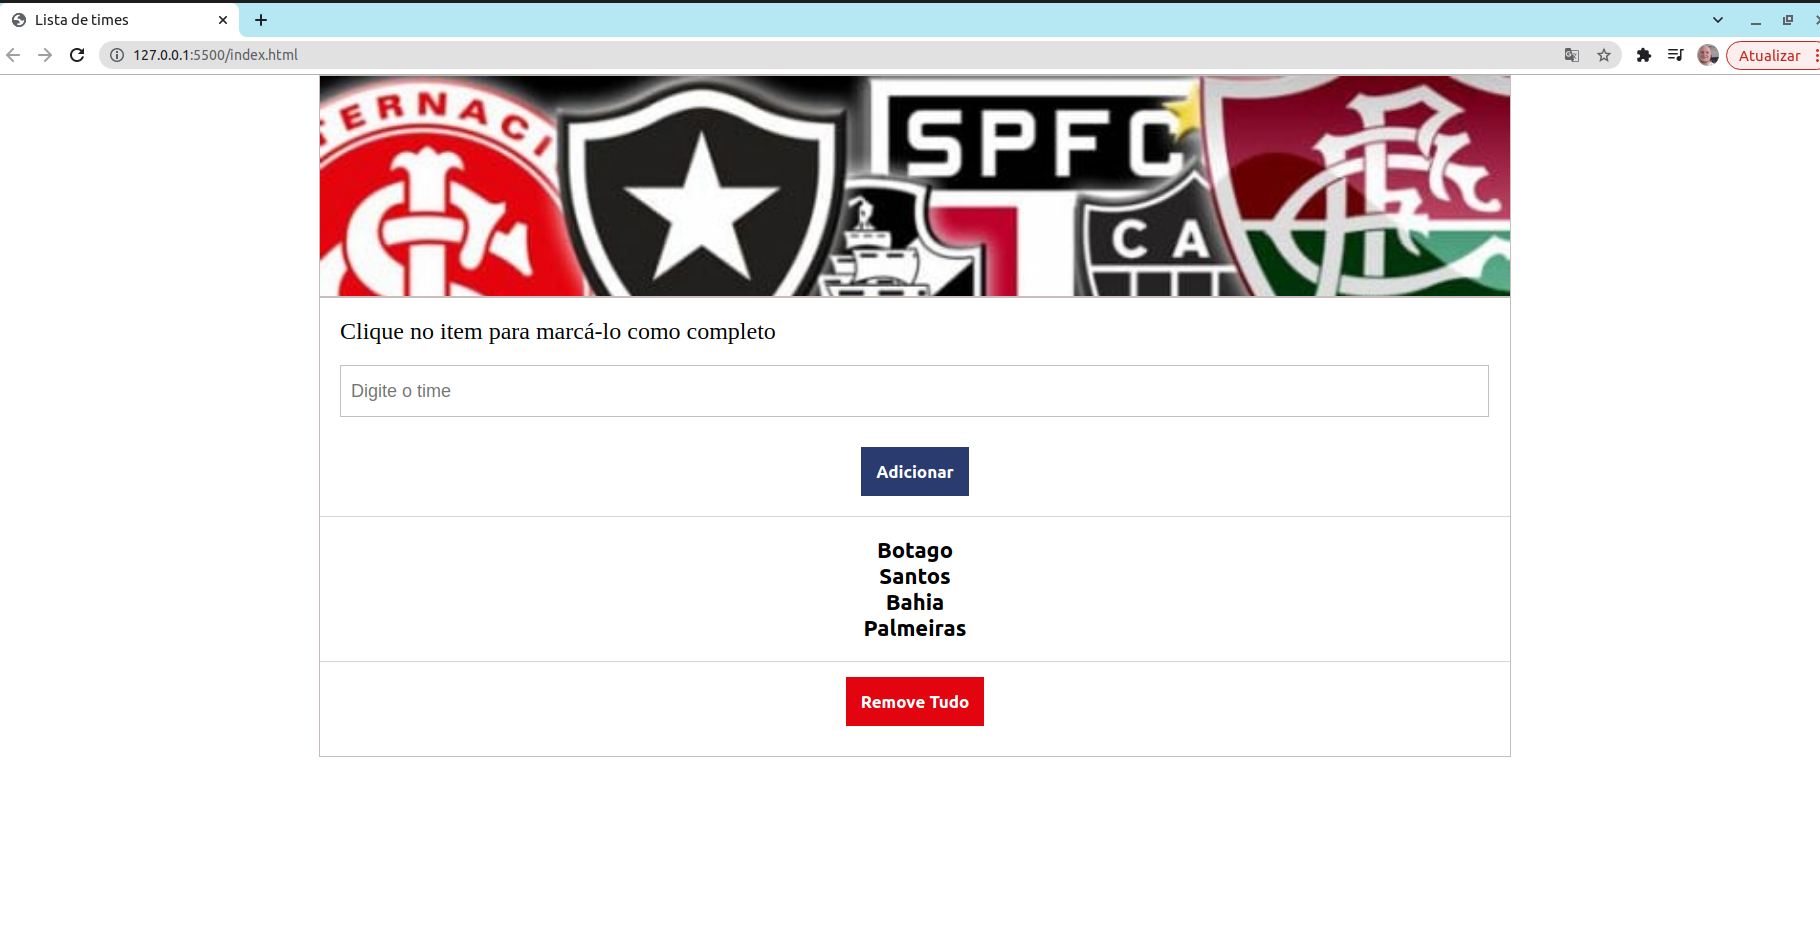 Lista de times
127.0.0.1:5500/index.html
Atualizar
TERNACI
SPFC
CA
Clique no item para marcá-lo como completo
Digite o time
Adicionar
Botago
Santos
Bahia
Palmeiras
Remove Tudo